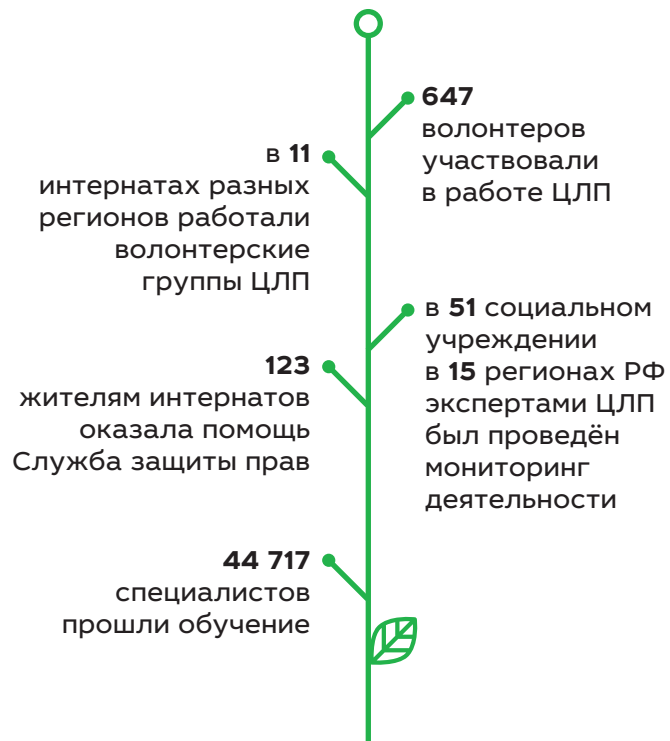 647
волонтеров
участвовали
в работе ЦЛП
в 11
интернатах разных
регионов работали
волонтерские
группы ЦЛП
в 51 социальном
учреждении
в 15 регионах РФ
экспертами ЦЛП
был проведён
мониторинг
деятельности
123
жителям интернатов
оказала помощь
Служба защиты прав
44 717
специалистов
прошли обучение